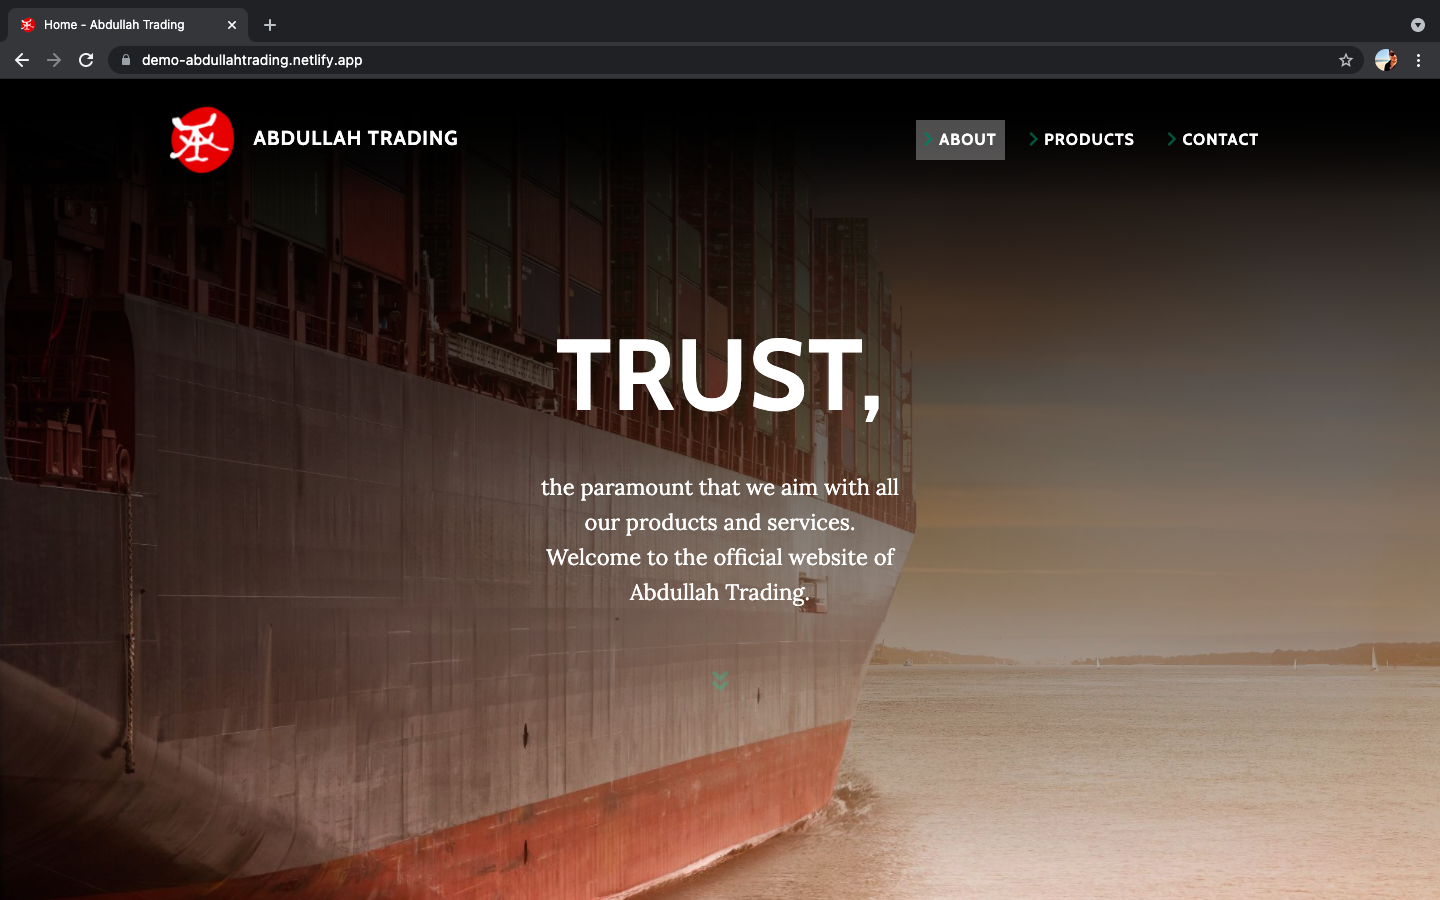 Home - Abdullah Trading
demo-abdullahtrading.netlify.app
ABDULLAH TRADING
ABOUT
PRODUCTS
CONTACT
TRUST,
the paramount that we aim with all
our products and services.
Welcome to the official website of
Abdullah Trading.